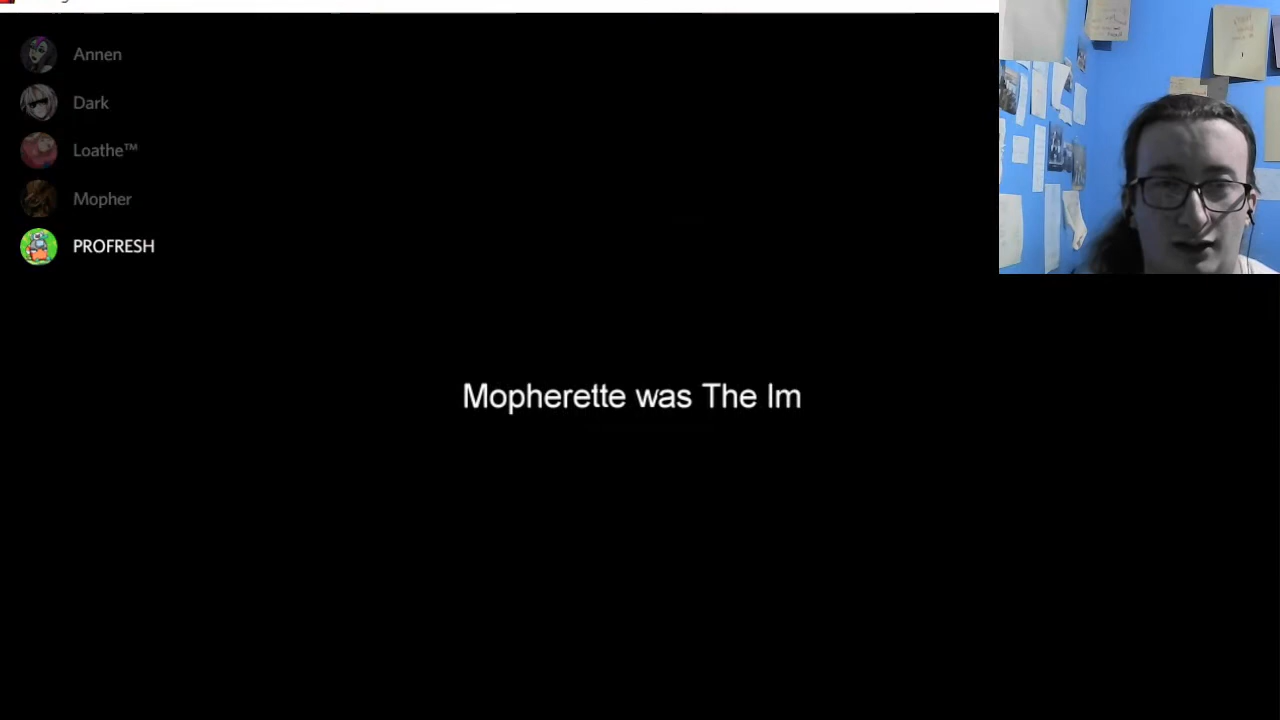 Annen
Dark
Loathe™
Mopher
PROFRESH
Mopherette was The Im